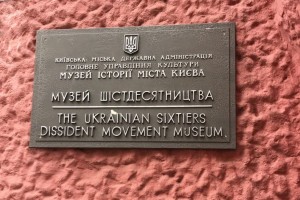 КИЇВСЬКА МІСЬКА ДЕРЖАВНА АДМІНІСТРАЦІЯ
ГОЛОВНЕ УПРАВЛІННЯ КУЛЬТУРИ
МУЗЕЙ ІСТОРІЇ МІСТА КИЄВА
МУЗЕЙ ШІСТДЕСЯТНИЦТВА
THE UKRAINIAN SIXTIERS
DISSIDENT MOVEMENT MUSEUM